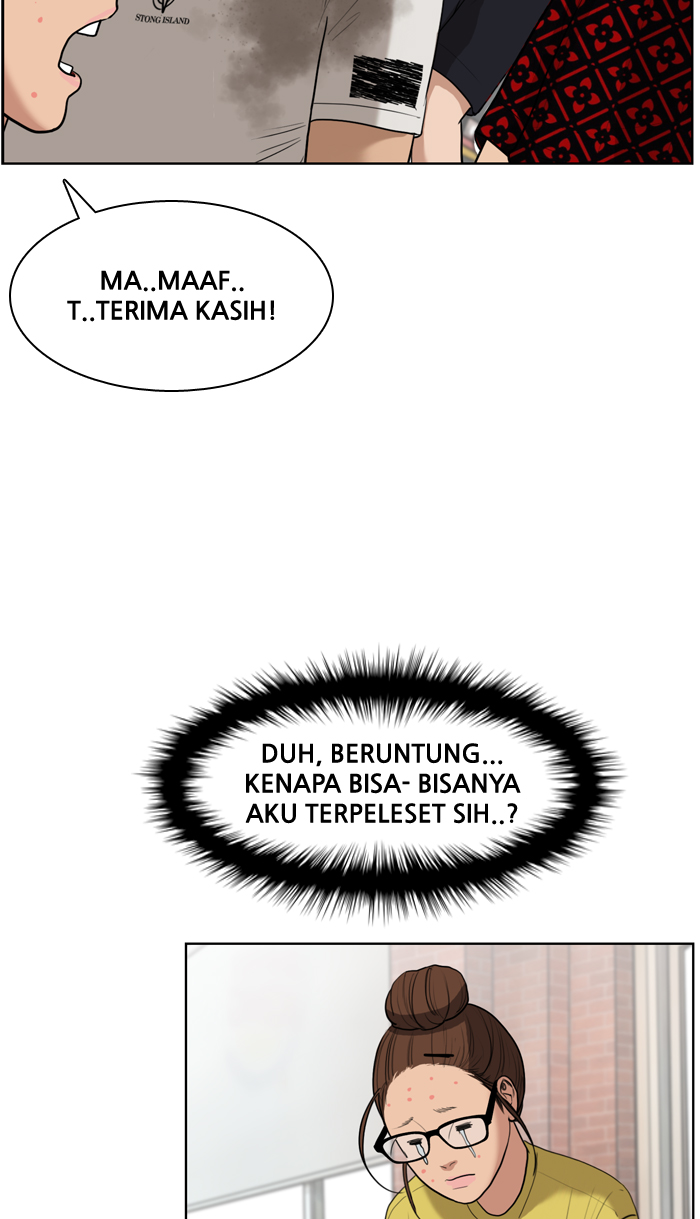 STONG ISLAND
MA..MAAF..
T..TERIMA KASIH!
DUH, BERUNTUNG...
KENAPA BISA- BISANYA
AKU TERPELESET SIH..?